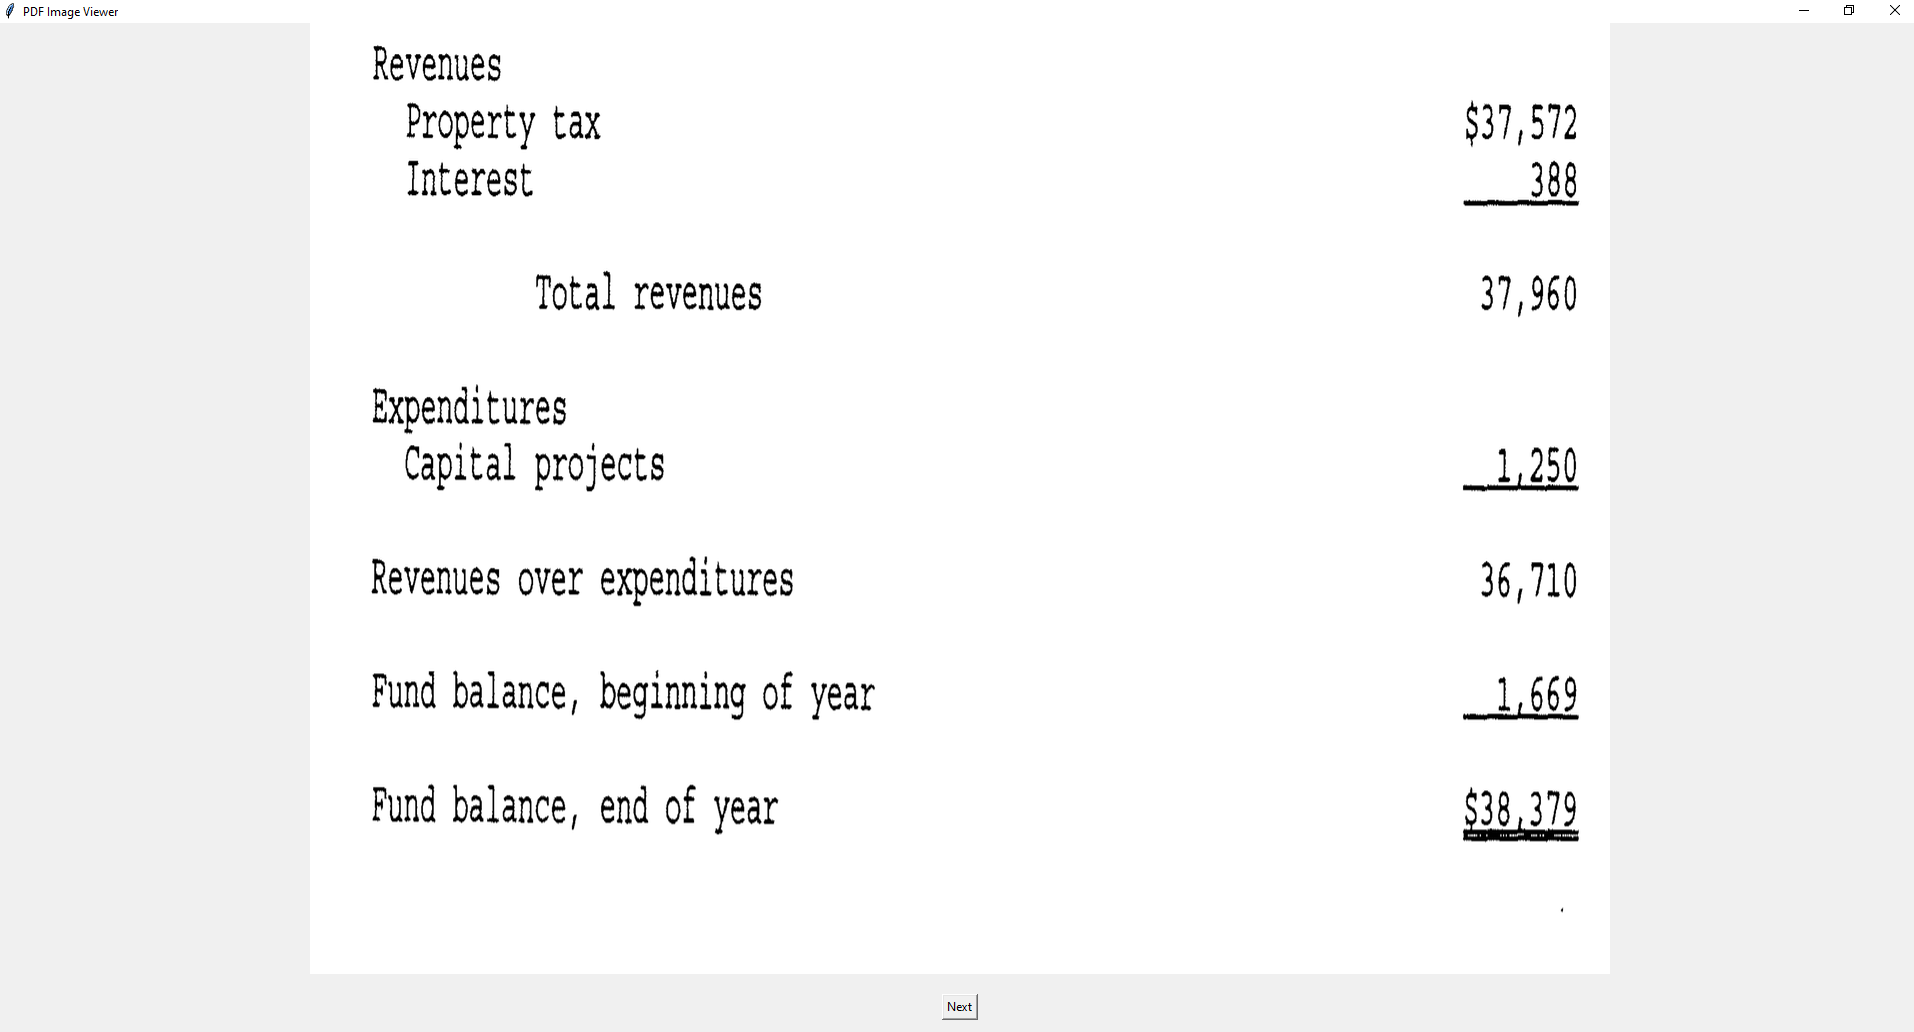 PDF Image Viewer
Revenues
Property tax $37,572
Interest 388
Total revenues 37,960
Expenditures
Capital projects 1,250
Revenues over expenditures 36,710
Fund balance, beginning of year 1,669
Fund balance, end of year $38,379
Next